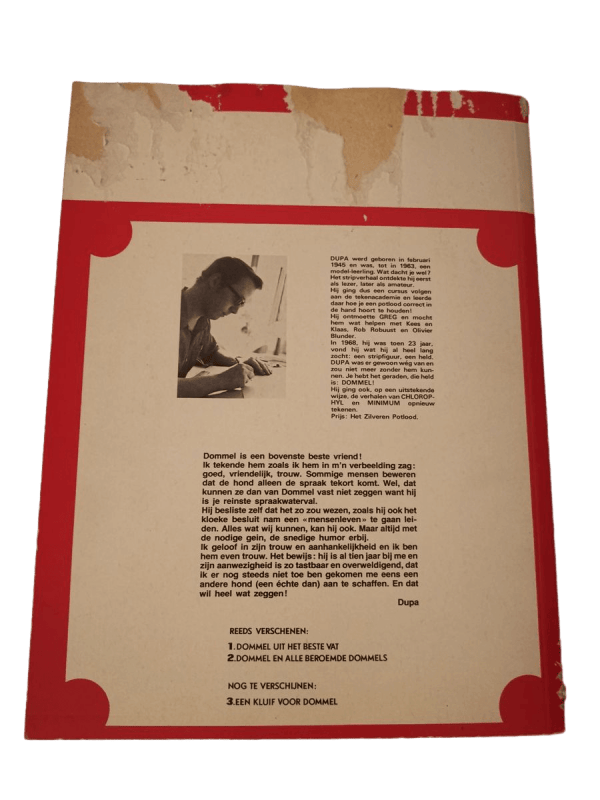 DUPA werd geboren in februari
1945 en was, tot in 1963, een
model-leerling. Wat dacht je wel?
Het stripverhaal ontdekte hij eerst
als lezer, later als amateur.
Hij ging dus een cursus volgen
aan de tekenacademie en leerde
daar hoe je een potlood correct in
de hand hoort te houden!
Hij ontmoette GREG en mocht
hem wat helpen met Kees en
Klaas, Rob Robuust en Olivier
Blunder.
In 1968, hij was toen 23 jaar,
vond hij wat hij al heel lang
zocht: een stripfiguur, een held.
DUPA was er gewoon wég van en
zou niet meer zonder hem kun-
nen. Je hebt het geraden, die held
is: DOMMEL!
Hij ging ook, op een uitstekende
wijze, de verhalen van CHLOROP-
HYL en MINIMUM opnieuw
tekenen.
Prijs: Het Zilveren Potlood.
Dommel is een bovenste beste vriend!
Ik tekende hem zoals ik hem in m'n verbeelding zag:
goed, vriendelijk, trouw. Sommige mensen beweren
dat de hond alleen de spraak tekort komt. Wel, dat
kunnen ze dan van Dommel vast niet zeggen want hij
is je reinste spraakwaterval.
Hij besliste zelf dat het zo zou wezen, zoals hij ook het
kloeke besluit nam een «mensenleven» te gaan lei-
den. Alles wat wij kunnen, kan hij ook. Maar altijd met
de nodige gein, de snedige humor erbij.
Ik geloof in zijn trouw en aanhankelijkheid en ik ben
hem even trouw. Het bewijs: hij is al tien jaar bij me en
zijn aanwezigheid is zo tastbaar en overweldigend, dat
ik er nog steeds niet toe ben gekomen me eens een
andere hond (een échte dan) aan te schaffen. En dat
wil heel wat zeggen!
Dupa
REEDS VERSCHENEN:
1. DOMMEL UIT HET BESTE VAT
2. DOMMEL EN ALLE BEROEMDE DOMMELS
NOG TE VERSCHIJNEN:
3. EEN KLUIF VOOR DOMMEL